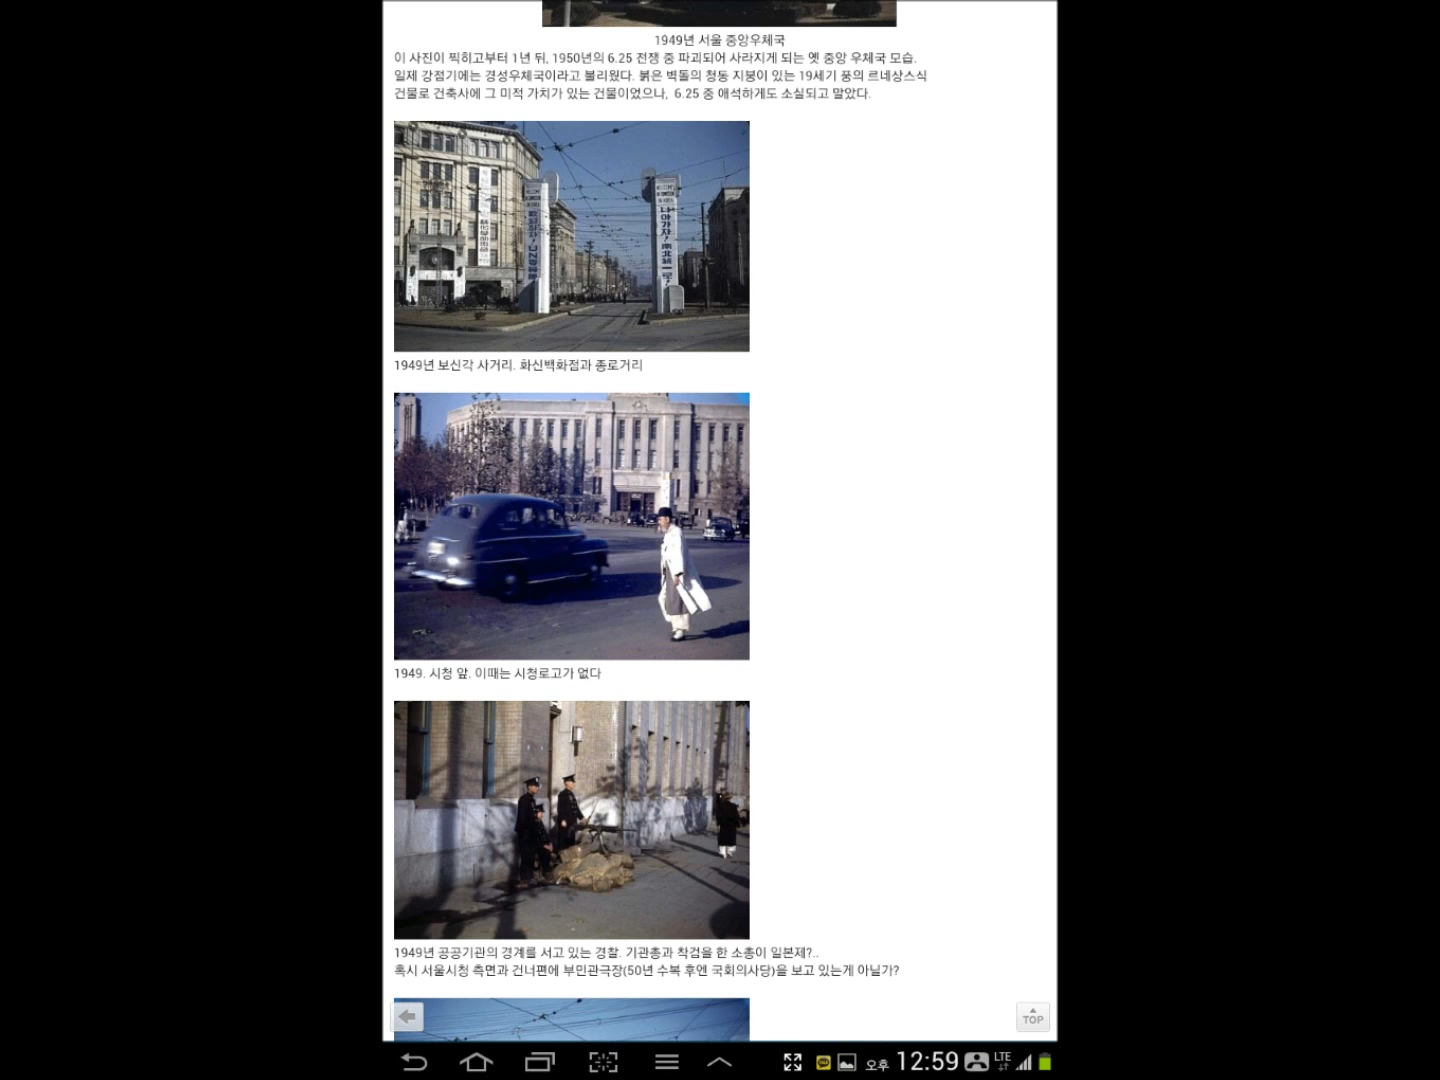 1949년 서울 중앙우체국
이 사진이 찍히고부터 1년 뒤, 1950년의 6.25 전쟁 중 파괴되어 사라지게 되는 옛 중앙 우체국 모습.
일제 강점기에는 경성우체국이라고 불리웠다. 붉은 벽돌의 청동 지붕이 있는 19세기 풍의 르네상스식
건물로 건축사에 그 미적 가치가 있는 건물이었으나, 6.25 중 애석하게도 소실되고 말았다.
나아가자! 南北統一로!
1949년 보신각 사거리. 화신백화점과 종로거리
1949. 시청 앞. 이때는 시청로고가 없다
1949년 공공기관의 경계를 서고 있는 경찰. 기관총과 착검을 한 소총이 일본제?..
혹시 서울시청 측면과 건너편에 부민관극장(50년 수복 후엔 국회의사당)을 보고 있는게 아닐가?
TOP
오후 12:59 LTE